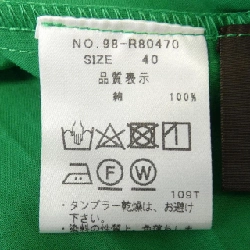 NO.98-R80470
SIZE 40
品質表示
綿 100%
109T
・タンブラー乾燥は、お避け
下さい。